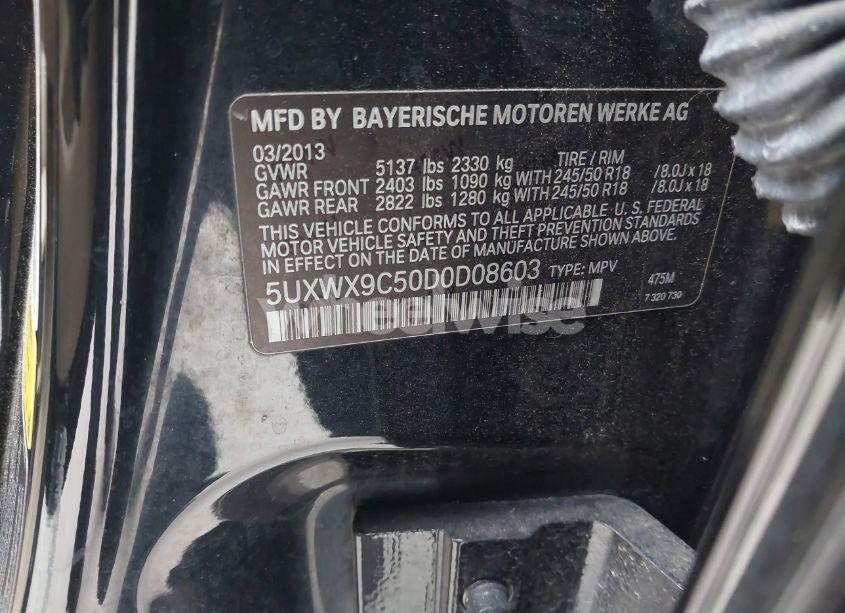 MFD BY BAYERISCHE MOTOREN WERKE AG
03/2013
GVWR 5137 lbs 2330 kg TIRE / RIM
GAWR FRONT 2403 lbs 1090 kg WITH 245/50 R18 /8.0J x 18
GAWR REAR 2822 lbs 1280 kg WITH 245/50 R18 /8.0J x 18
THIS VEHICLE CONFORMS TO ALL APPLICABLE U. S. FEDERAL
MOTOR VEHICLE SAFETY AND THEFT PREVENTION STANDARDS
IN EFFECT ON THE DATE OF MANUFACTURE SHOWN ABOVE.
5UXWX9C50D0D08603 TYPE: MPV 475M
7 320 730